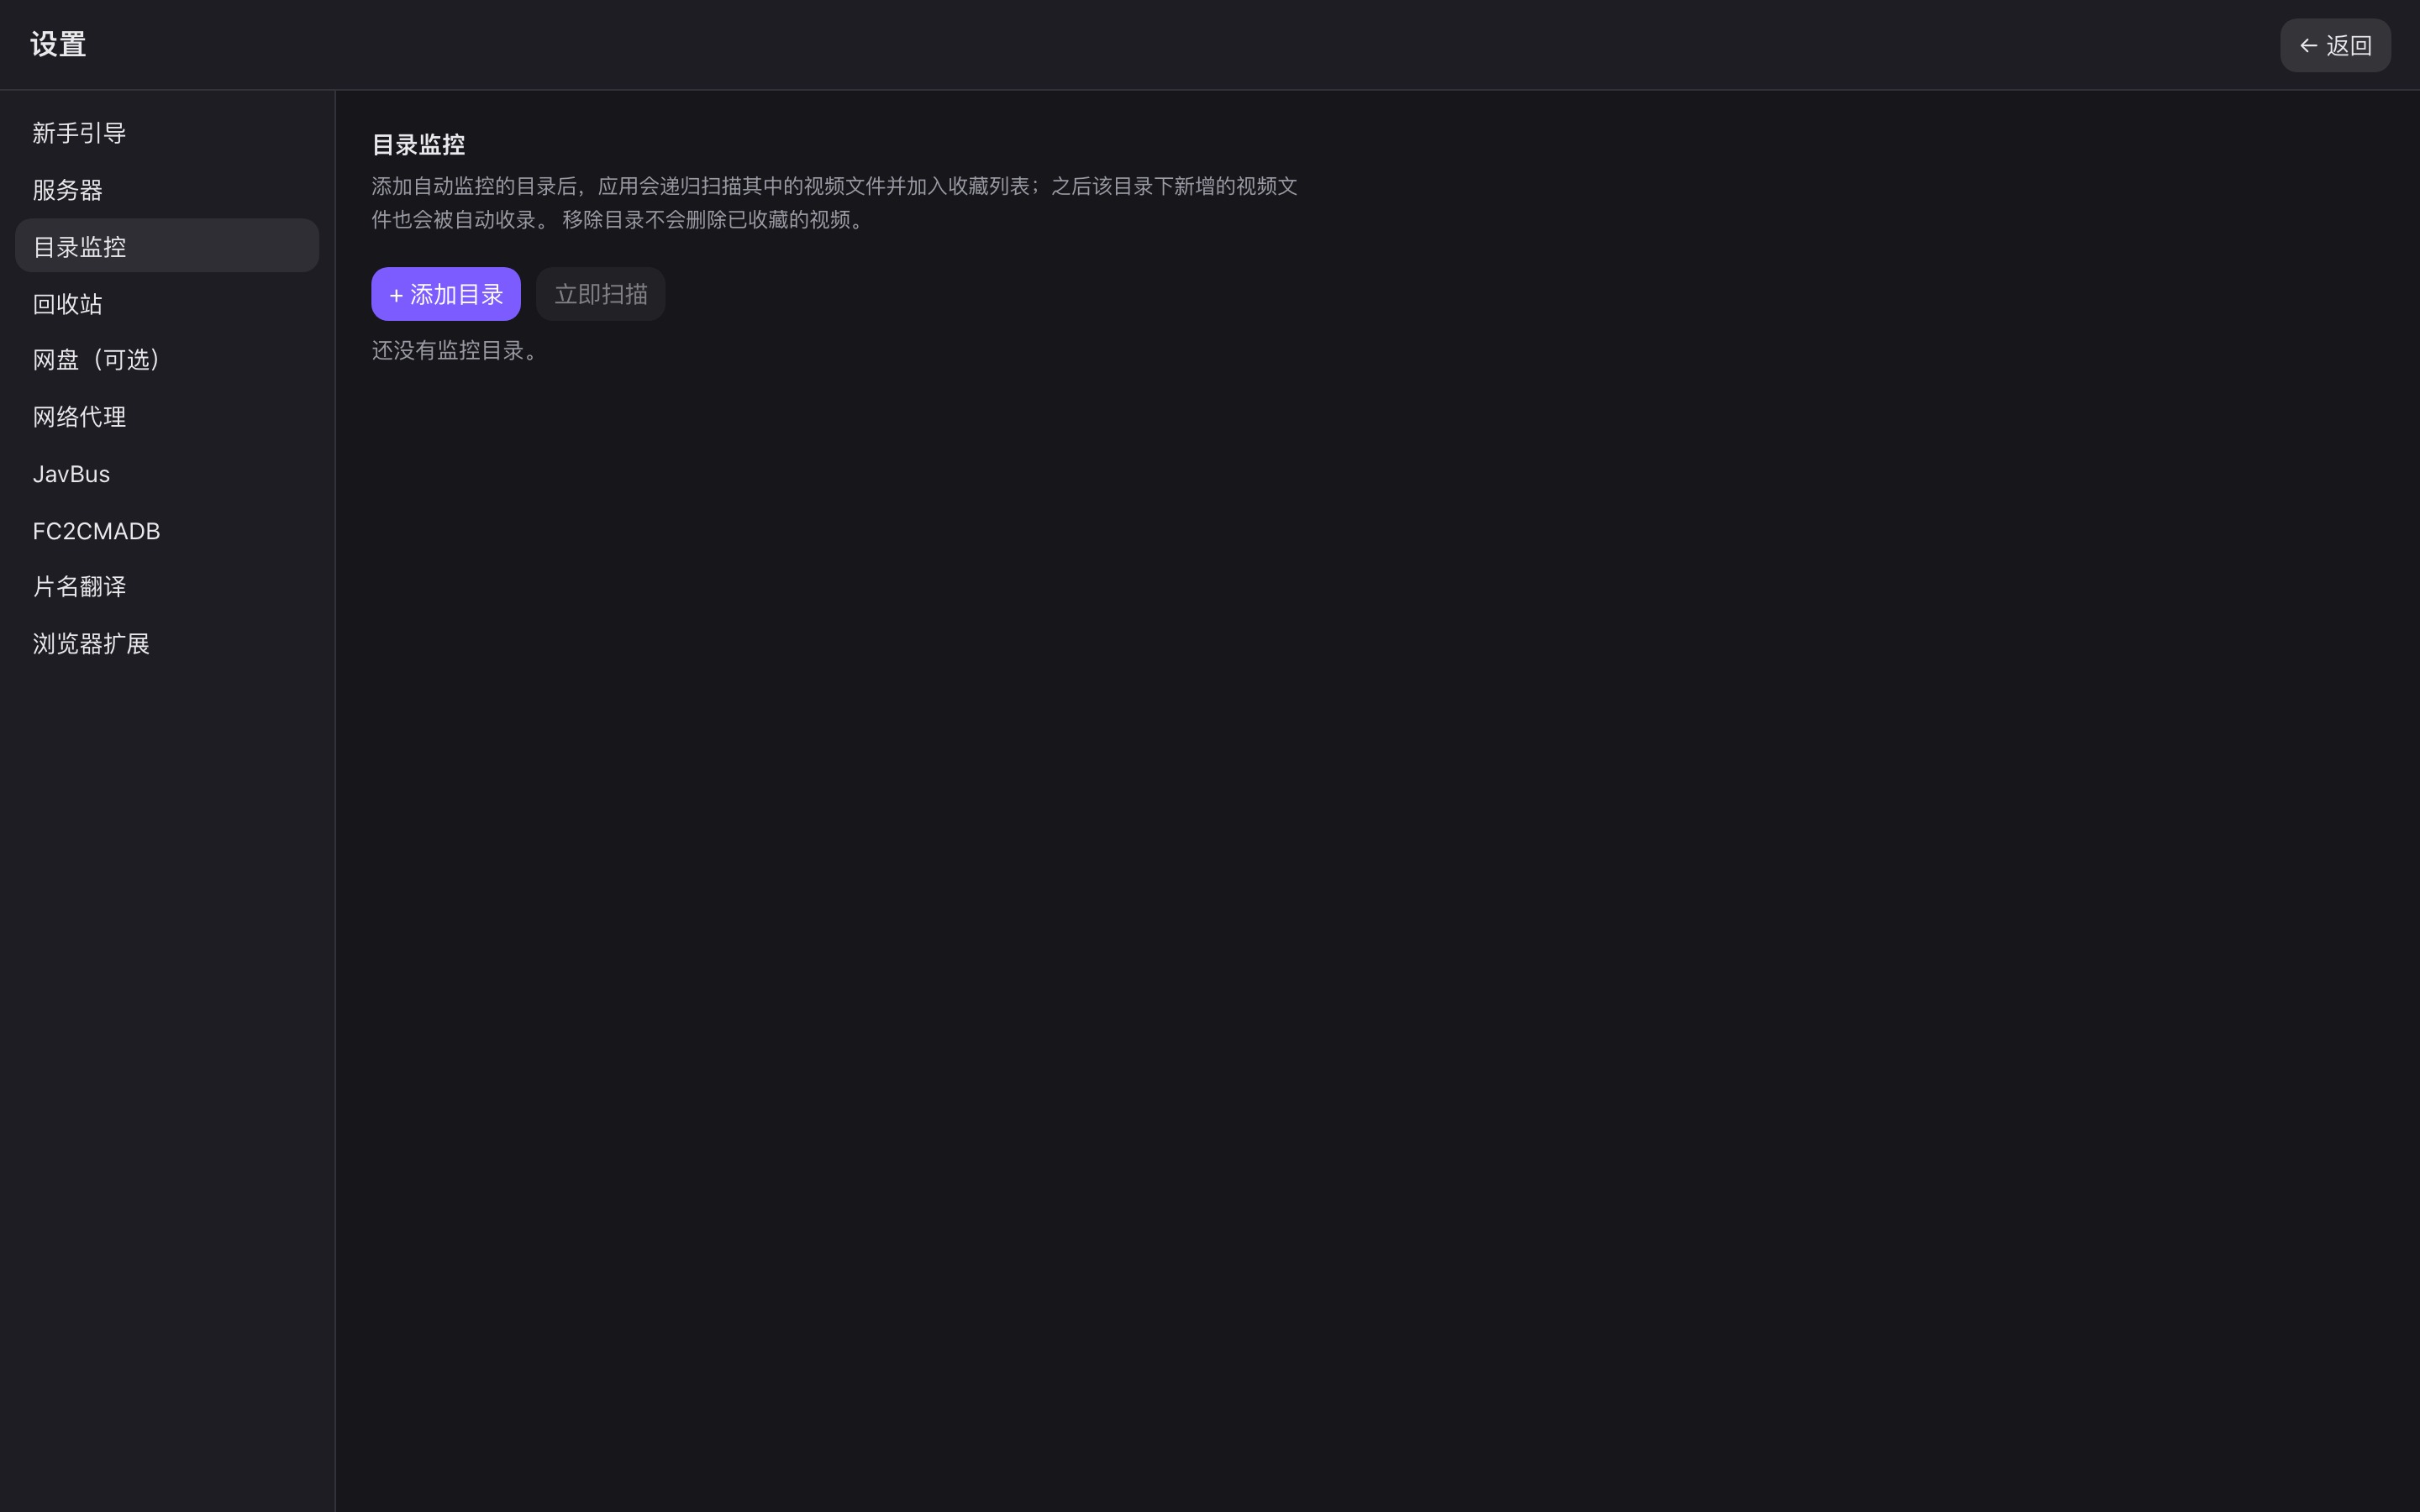 设置
← 返回
新手引导
服务器
目录监控
回收站
网盘（可选）
网络代理
JavBus
FC2CMADB
片名翻译
浏览器扩展
目录监控
添加自动监控的目录后，应用会递归扫描其中的视频文件并加入收藏列表；之后该目录下新增的视频文
件也会被自动收录。 移除目录不会删除已收藏的视频。
+ 添加目录
立即扫描
还没有监控目录。